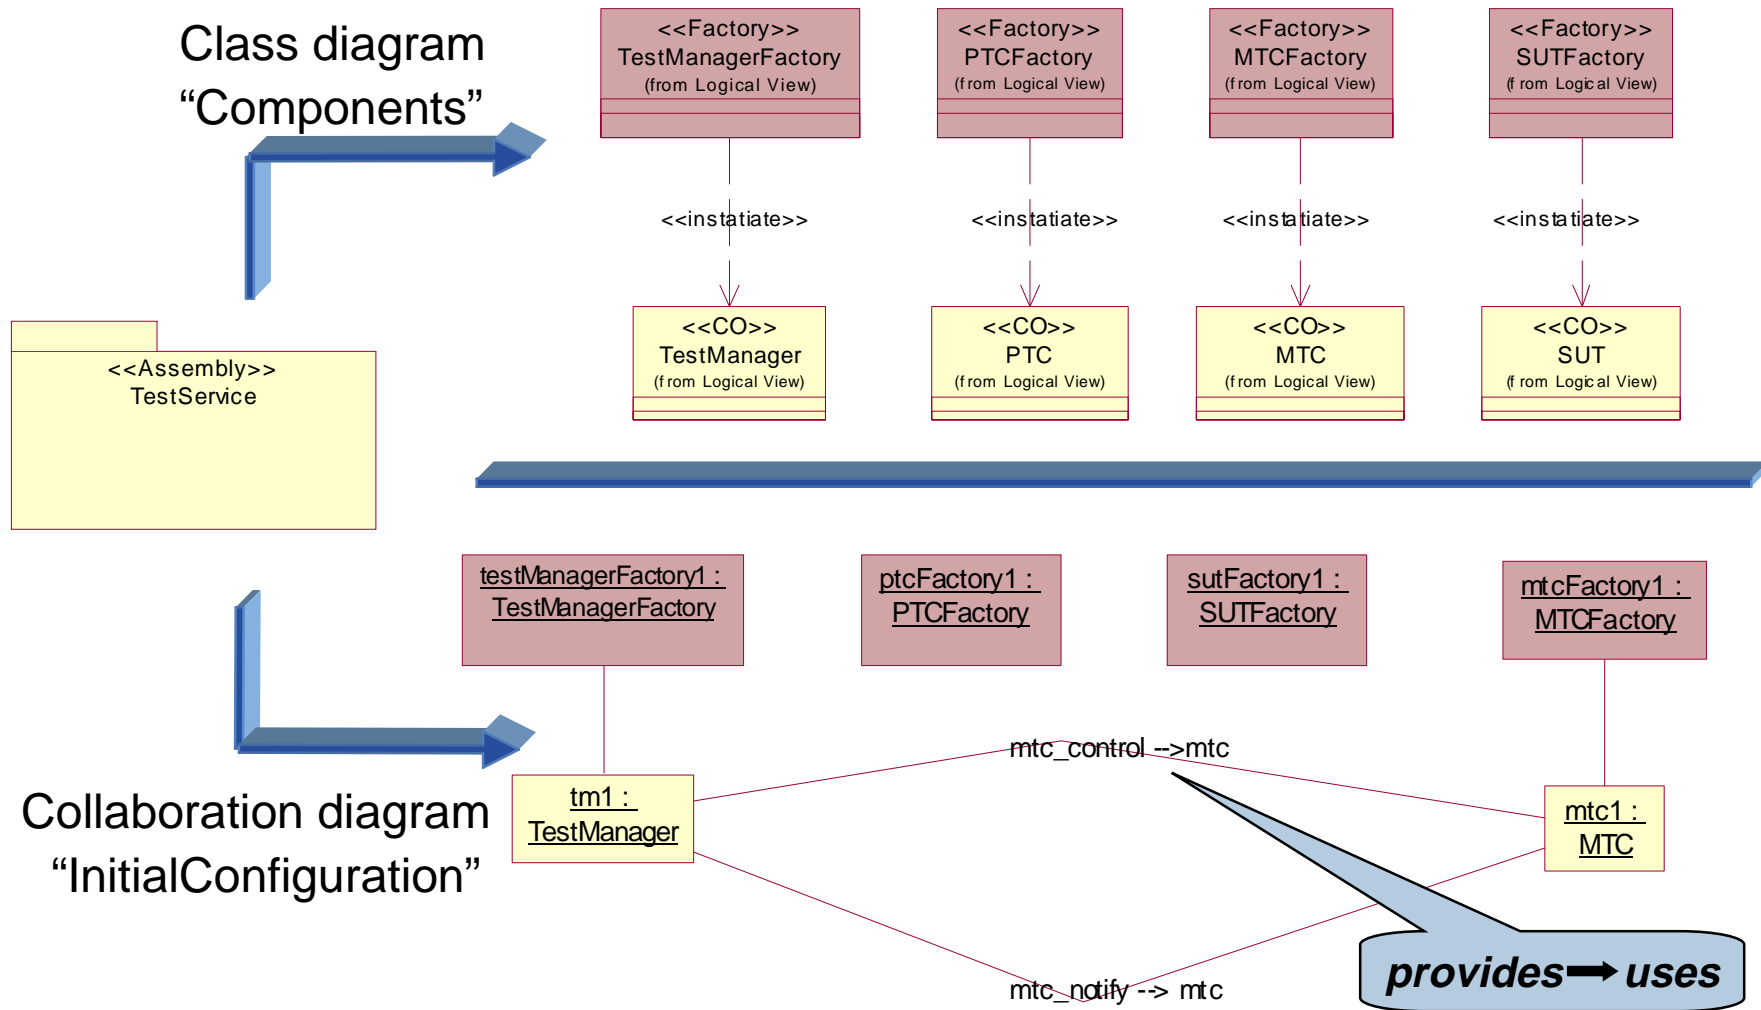 Class diagram
“Components”
<<Factory>>
TestManagerFactory
(from Logical View)
<<Factory>>
PTCFactory
(from Logical View)
<<Factory>>
MTCFactory
(from Logical View)
<<Factory>>
SUTFactory
(from Logical View)
<<instatiate>>
<<instatiate>>
<<instatiate>>
<<instatiate>>
<<CO>>
TestManager
(from Logical View)
<<CO>>
PTC
(from Logical View)
<<CO>>
MTC
(from Logical View)
<<CO>>
SUT
(from Logical View)
<<Assembly>>
TestService
testManagerFactory1 :
TestManagerFactory
ptcFactory1 :
PTCFactory
sutFactory1 :
SUTFactory
mtcFactory1 :
MTCFactory
mtc_control -->mtc
tm1 :
TestManager
mtc1 :
MTC
Collaboration diagram
“InitialConfiguration”
provides➞uses
mtc_notify --> mtc